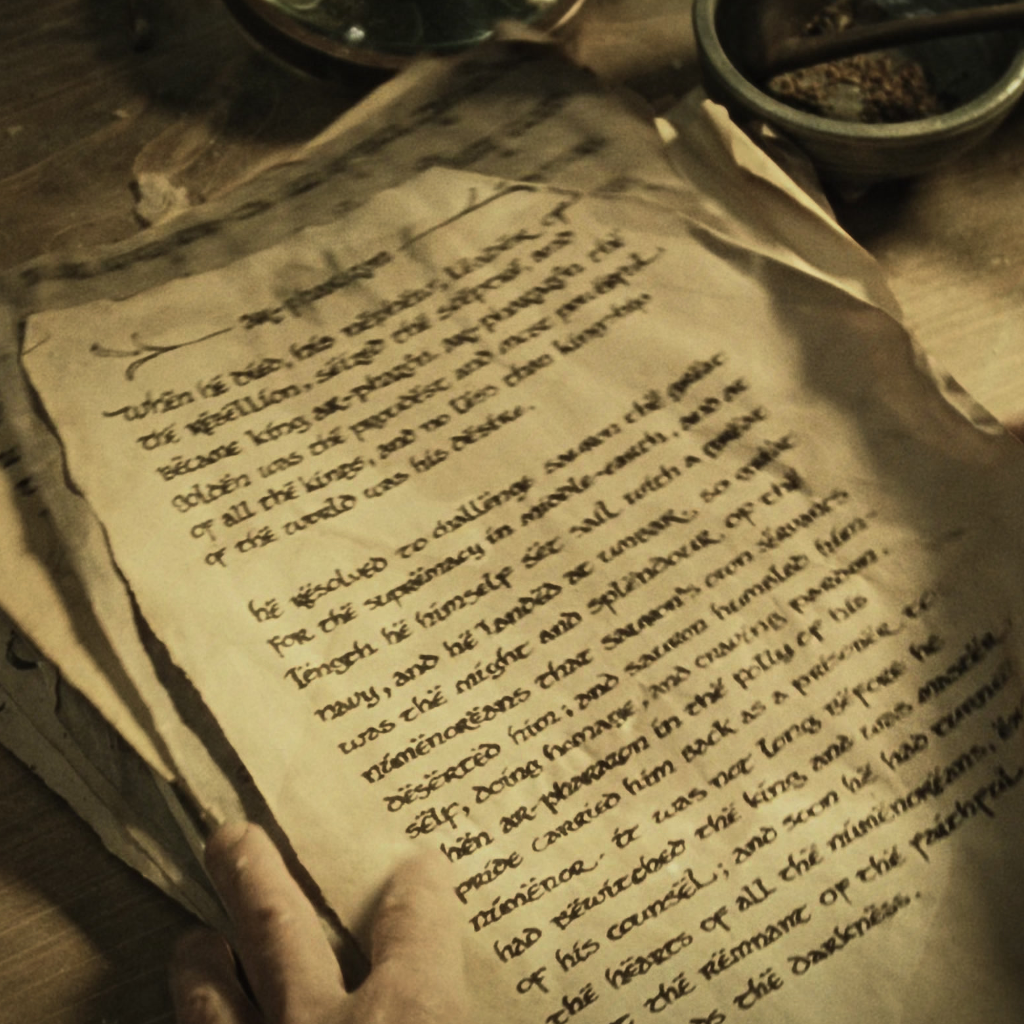 Ar-Pharazôn
When he died, his nephew, leader of
the rebellion, seized the sceptre, and
became King Ar-Pharazôn. Ar-Pharazôn the
Golden was the proudest and most powerful
of all the kings, and no less than kingship
of the world was his desire.
He resolved to challenge Sauron the Great
for the supremacy in Middle-earth, and at
length he himself set sail with a great
navy, and he landed at Umbar. So great
was the might and splendour of the
Númenóreans that Sauron's own servants
deserted him; and Sauron humbled him-
self, doing homage, and craving pardon.
hen Ar-Pharazôn in the folly of his
pride carried him back as a prisoner to
Númenor. It was not long before he
had bewitched the King and was master
of his counsel; and soon he had turned
the hearts of all the Númenóreans,
the remnant of the Faithful
the darkness.